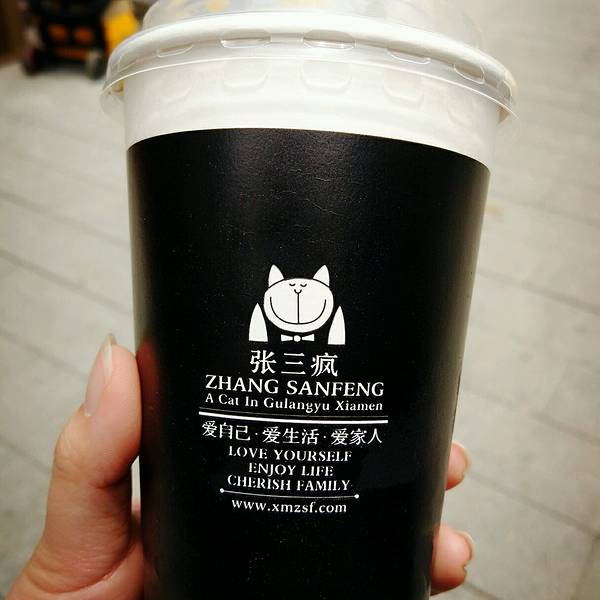 张三疯
ZHANG SANFENG
A Cat In Gulangyu Xiamen
爱自己·爱生活·爱家人
LOVE YOURSELF
ENJOY LIFE
CHERISH FAMILY
www.xmzsf.com